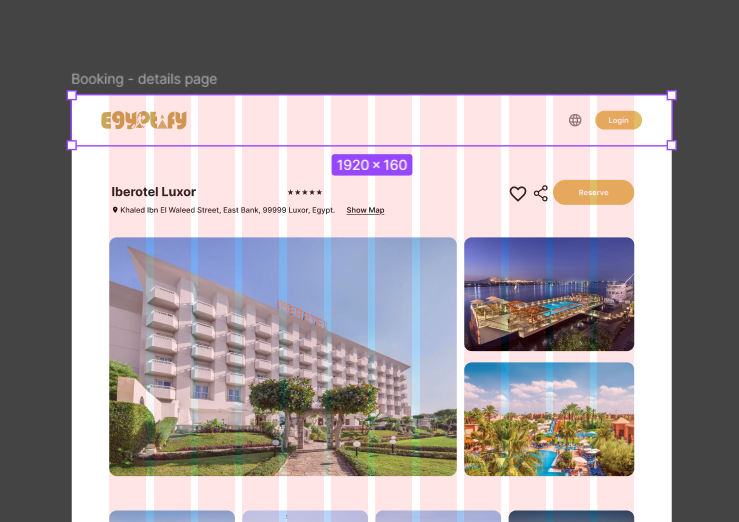 Booking - details page
Egyptify
Login
1920 × 160
Iberotel Luxor
★★★★★
Reserve
Khaled Ibn El Waleed Street, East Bank, 99999 Luxor, Egypt. Show Map
IBEROTEL